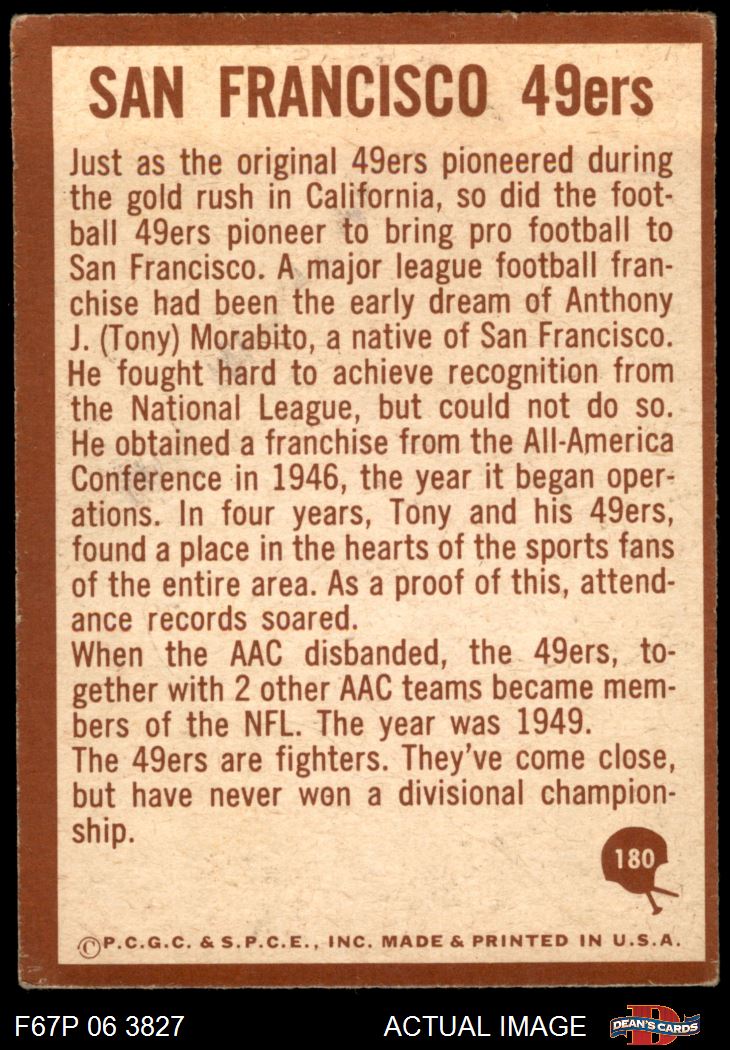 SAN FRANCISCO 49ers
Just as the original 49ers pioneered during
the gold rush in California, so did the foot-
ball 49ers pioneer to bring pro football to
San Francisco. A major league football fran-
chise had been the early dream of Anthony
J. (Tony) Morabito, a native of San Francisco.
He fought hard to achieve recognition from
the National League, but could not do so.
He obtained a franchise from the All-America
Conference in 1946, the year it began oper-
ations. In four years, Tony and his 49ers,
found a place in the hearts of the sports fans
of the entire area. As a proof of this, attend-
ance records soared.
When the AAC disbanded, the 49ers, to-
gether with 2 other AAC teams became mem-
bers of the NFL. The year was 1949.
The 49ers are fighters. They've come close,
but have never won a divisional champion-
ship.
180
©P.C.G.C. & S.P.C.E., INC. MADE & PRINTED IN U.S.A.
F67P 06 3827 ACTUAL IMAGE D DEAN'S CARDS